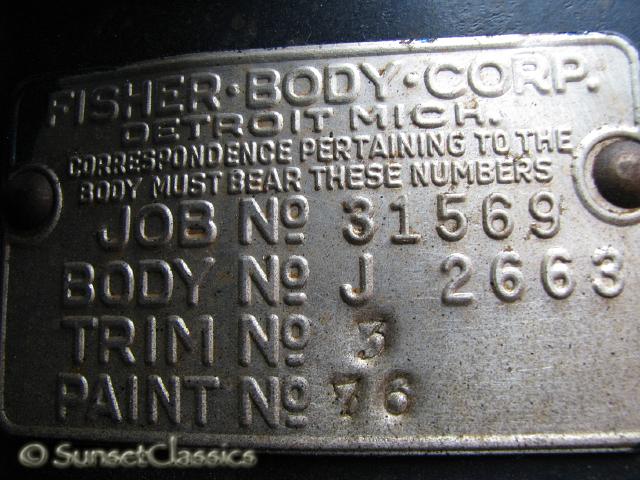 FISHER·BODY·CORP.
DETROIT MICH.
CORRESPONDENCE PERTAINING TO THE
BODY MUST BEAR THESE NUMBERS
JOB Nº 31569
BODY Nº J 2663
TRIM Nº 3
PAINT Nº 76
© SunsetClassics